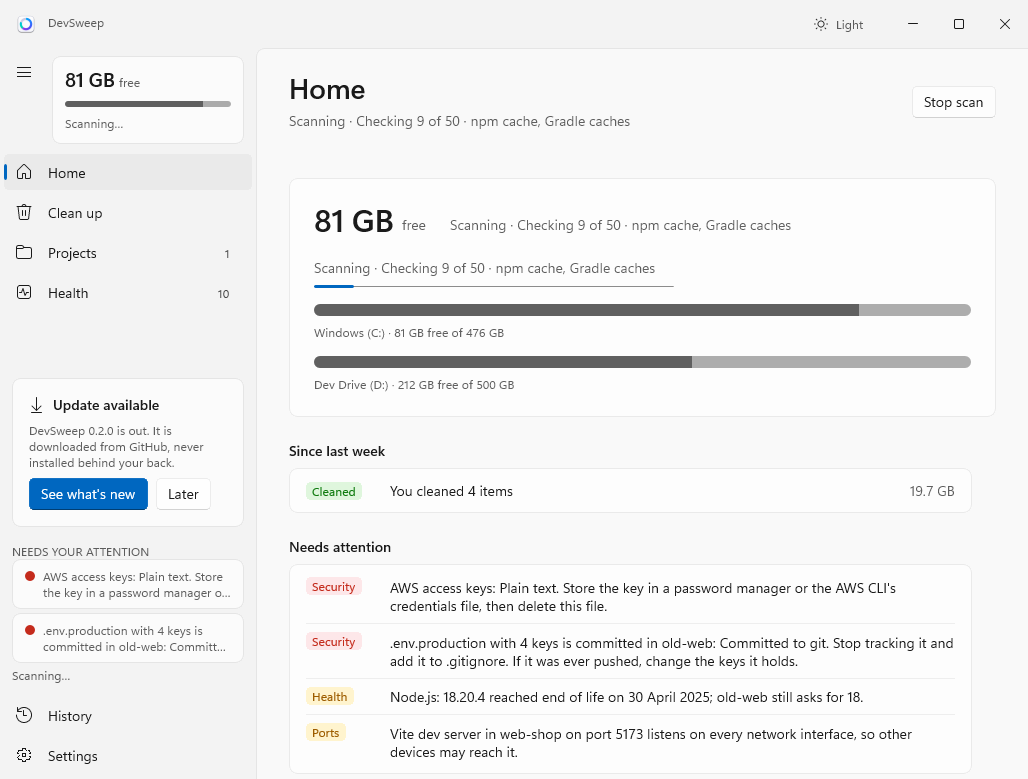 DevSweep
Light
81 GB free
Scanning...
Home
Clean up
Projects 1
Health 10
Update available
DevSweep 0.2.0 is out. It is
downloaded from GitHub, never
installed behind your back.
See what's new
Later
NEEDS YOUR ATTENTION
AWS access keys: Plain text. Store
the key in a password manager o...
.env.production with 4 keys is
committed in old-web: Committ...
Scanning...
History
Settings
Home
Scanning · Checking 9 of 50 · npm cache, Gradle caches
Stop scan
81 GB free Scanning · Checking 9 of 50 · npm cache, Gradle caches
Scanning · Checking 9 of 50 · npm cache, Gradle caches
Windows (C:) · 81 GB free of 476 GB
Dev Drive (D:) · 212 GB free of 500 GB
Since last week
Cleaned You cleaned 4 items 19.7 GB
Needs attention
Security AWS access keys: Plain text. Store the key in a password manager or the AWS CLI's
credentials file, then delete this file.
Security .env.production with 4 keys is committed in old-web: Committed to git. Stop tracking it and
add it to .gitignore. If it was ever pushed, change the keys it holds.
Health Node.js: 18.20.4 reached end of life on 30 April 2025; old-web still asks for 18.
Ports Vite dev server in web-shop on port 5173 listens on every network interface, so other
devices may reach it.